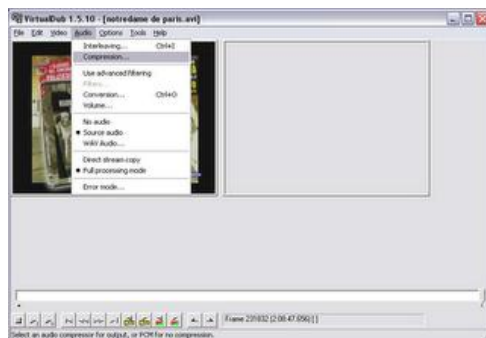 VirtualDub 1.5.10 - [notredame de paris.avi]
File Edit Video Audio Options Tools Help
Interleaving... Ctrl+I
Compression...
Use advanced filtering
Filters...
Conversion... Ctrl+O
Volume...
No audio
Source audio
WAV Audio...
Direct stream copy
Full processing mode
Error mode...
Frame 231832 (2:08:47.656) [ ]
Select an audio compressor for output, or PCM for no compression.